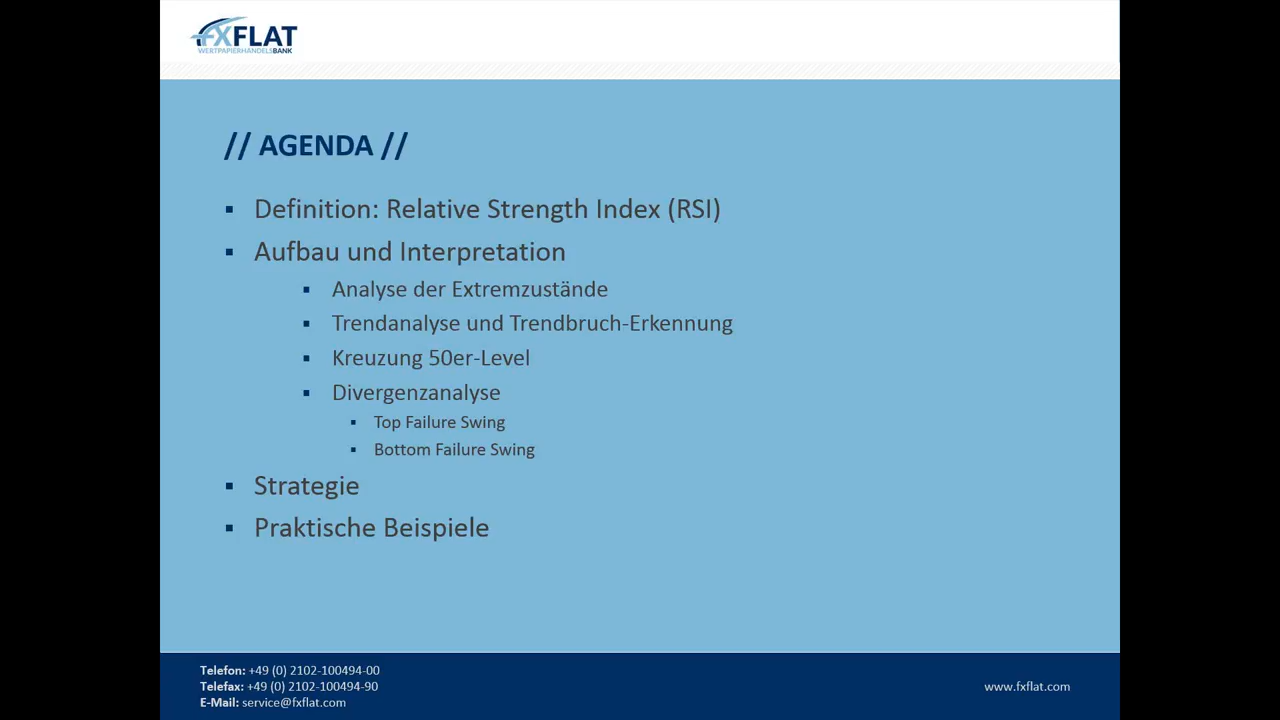 FXFLAT
WERTPAPIERHANDELSBANK
// AGENDA //
Definition: Relative Strength Index (RSI)
Aufbau und Interpretation
Analyse der Extremzustände
Trendanalyse und Trendbruch-Erkennung
Kreuzung 50er-Level
Divergenzanalyse
Top Failure Swing
Bottom Failure Swing
Strategie
Praktische Beispiele
Telefon: +49 (0) 2102-100494-00
Telefax: +49 (0) 2102-100494-90
E-Mail: service@fxflat.com
www.fxflat.com